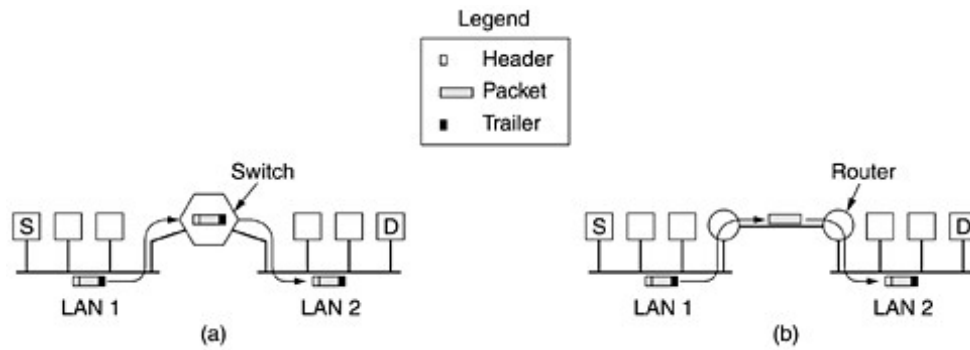 Legend
Header
Packet
Trailer
Switch
Router
S
D
S
D
LAN 1
LAN 2
LAN 1
LAN 2
(a)
(b)